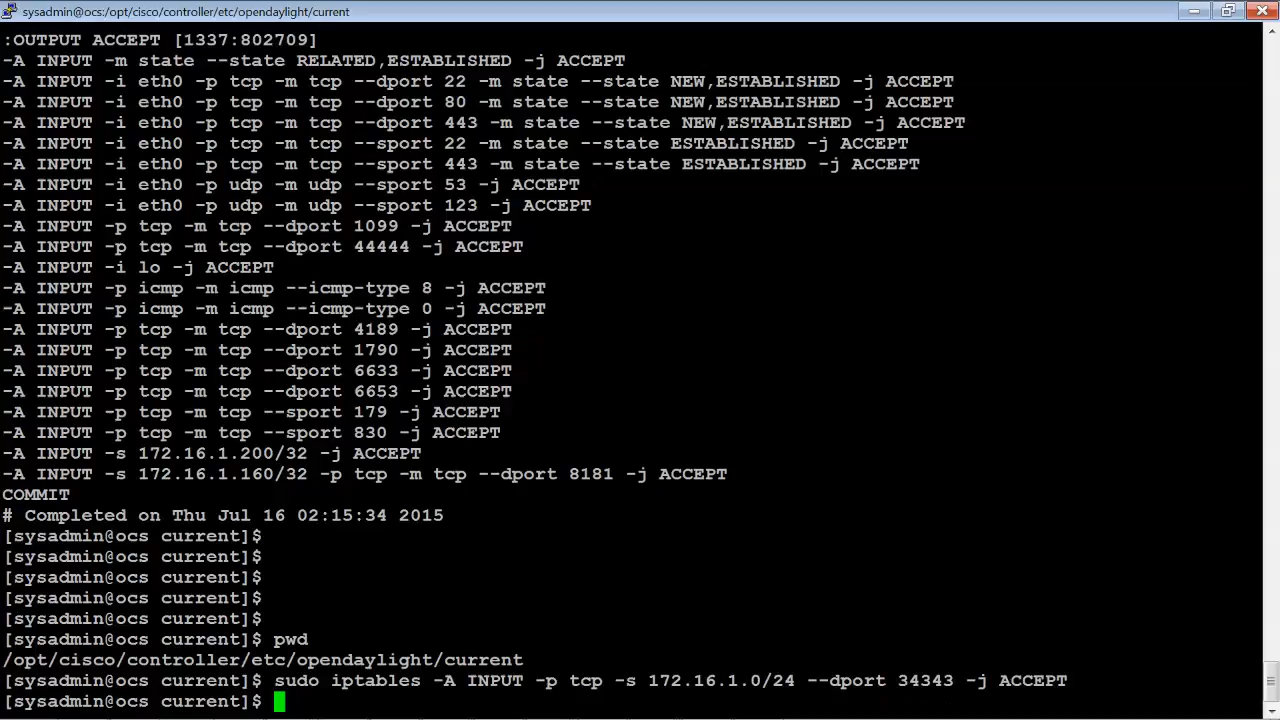 sysadmin@ocs:/opt/cisco/controller/etc/opendaylight/current
:OUTPUT ACCEPT [1337:802709]
-A INPUT -m state --state RELATED,ESTABLISHED -j ACCEPT
-A INPUT -i eth0 -p tcp -m tcp --dport 22 -m state --state NEW,ESTABLISHED -j ACCEPT
-A INPUT -i eth0 -p tcp -m tcp --dport 80 -m state --state NEW,ESTABLISHED -j ACCEPT
-A INPUT -i eth0 -p tcp -m tcp --dport 443 -m state --state NEW,ESTABLISHED -j ACCEPT
-A INPUT -i eth0 -p tcp -m tcp --sport 22 -m state --state ESTABLISHED -j ACCEPT
-A INPUT -i eth0 -p tcp -m tcp --sport 443 -m state --state ESTABLISHED -j ACCEPT
-A INPUT -i eth0 -p udp -m udp --sport 53 -j ACCEPT
-A INPUT -i eth0 -p udp -m udp --sport 123 -j ACCEPT
-A INPUT -p tcp -m tcp --dport 1099 -j ACCEPT
-A INPUT -p tcp -m tcp --dport 44444 -j ACCEPT
-A INPUT -i lo -j ACCEPT
-A INPUT -p icmp -m icmp --icmp-type 8 -j ACCEPT
-A INPUT -p icmp -m icmp --icmp-type 0 -j ACCEPT
-A INPUT -p tcp -m tcp --dport 4189 -j ACCEPT
-A INPUT -p tcp -m tcp --dport 1790 -j ACCEPT
-A INPUT -p tcp -m tcp --dport 6633 -j ACCEPT
-A INPUT -p tcp -m tcp --dport 6653 -j ACCEPT
-A INPUT -p tcp -m tcp --sport 179 -j ACCEPT
-A INPUT -p tcp -m tcp --sport 830 -j ACCEPT
-A INPUT -s 172.16.1.200/32 -j ACCEPT
-A INPUT -s 172.16.1.160/32 -p tcp -m tcp --dport 8181 -j ACCEPT
COMMIT
# Completed on Thu Jul 16 02:15:34 2015
[sysadmin@ocs current]$
[sysadmin@ocs current]$
[sysadmin@ocs current]$
[sysadmin@ocs current]$
[sysadmin@ocs current]$
[sysadmin@ocs current]$ pwd
/opt/cisco/controller/etc/opendaylight/current
[sysadmin@ocs current]$ sudo iptables -A INPUT -p tcp -s 172.16.1.0/24 --dport 34343 -j ACCEPT
[sysadmin@ocs current]$